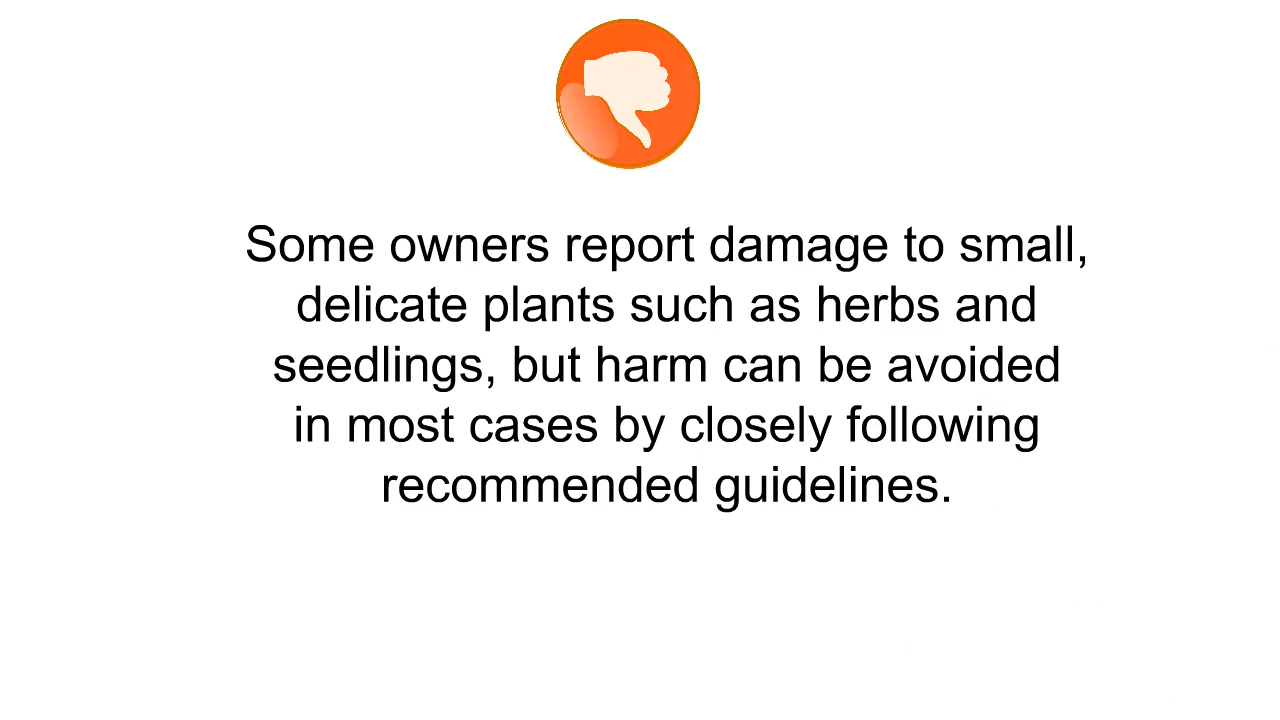 Some owners report damage to small,
delicate plants such as herbs and
seedlings, but harm can be avoided
in most cases by closely following
recommended guidelines.